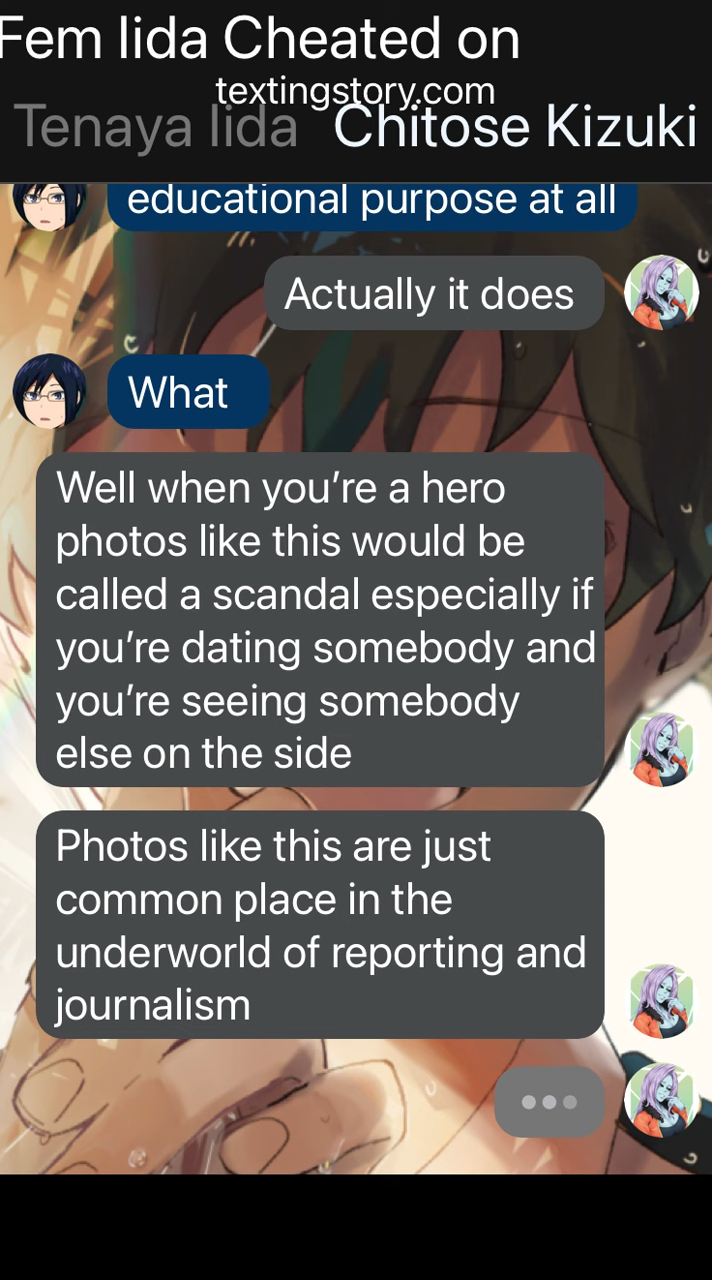 Fem Iida Cheated on
textingstory.com
Tenaya Iida Chitose Kizuki
educational purpose at all
Actually it does
What
Well when you're a hero
photos like this would be
called a scandal especially if
you're dating somebody and
you're seeing somebody
else on the side
Photos like this are just
common place in the
underworld of reporting and
journalism